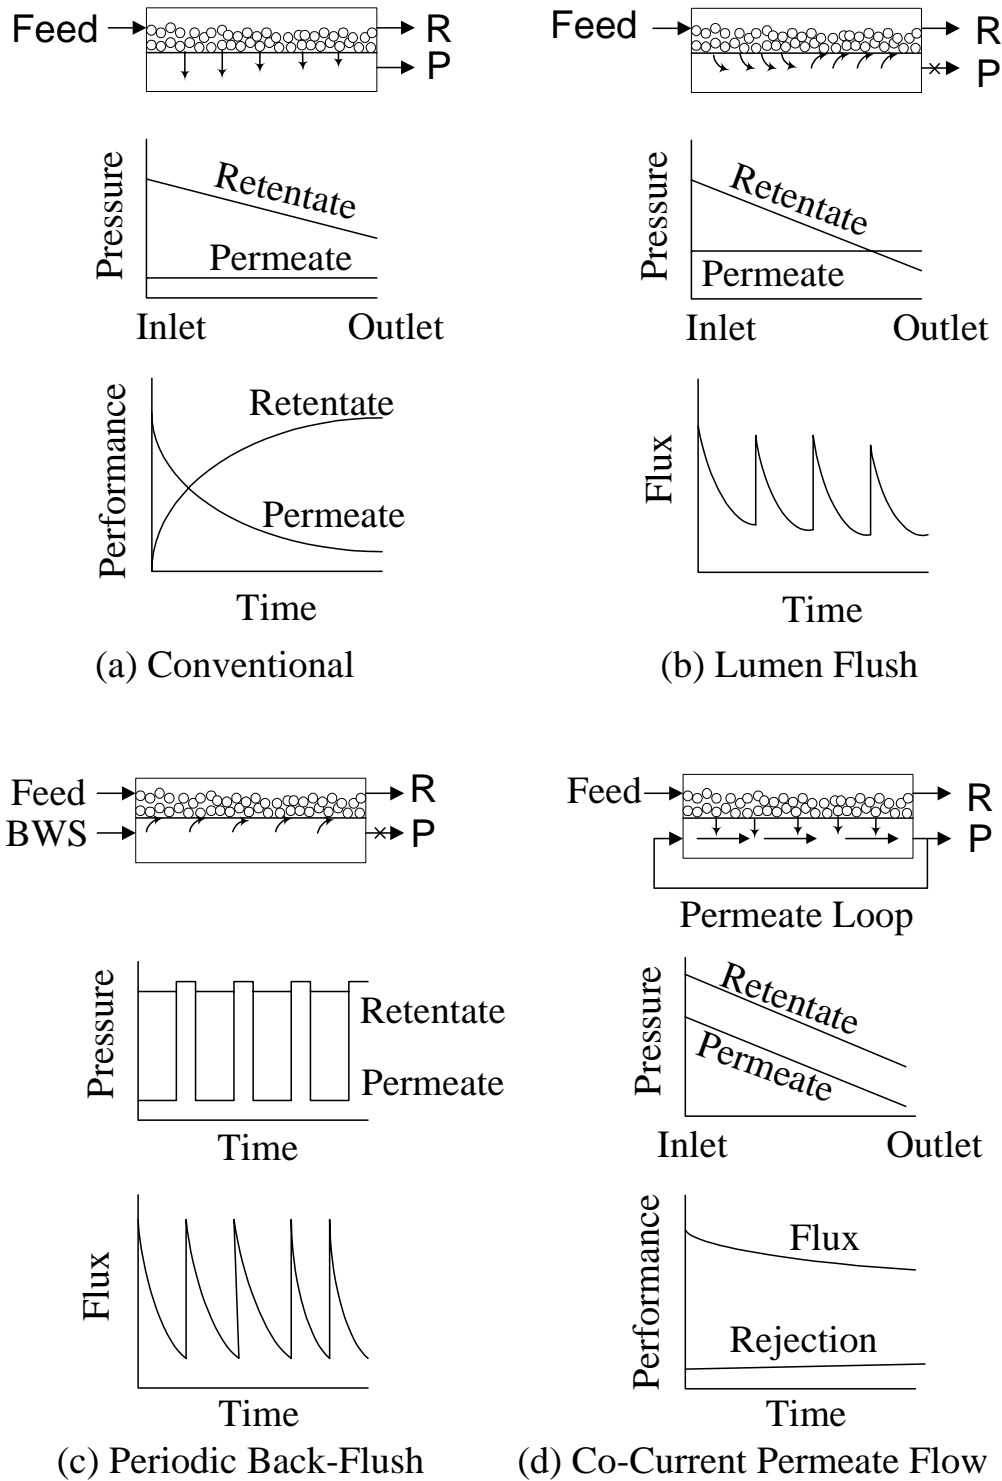 Feed
R
P
Pressure
Retentate
Permeate
Inlet
Outlet
Performance
Retentate
Permeate
Time
(a) Conventional
Feed
R
P
Pressure
Retentate
Permeate
Inlet
Outlet
Flux
Time
(b) Lumen Flush
Feed
BWS
R
P
Pressure
Retentate
Permeate
Time
Flux
Time
(c) Periodic Back-Flush
Feed
R
P
Permeate Loop
Pressure
Retentate
Permeate
Inlet
Outlet
Performance
Flux
Rejection
Time
(d) Co-Current Permeate Flow